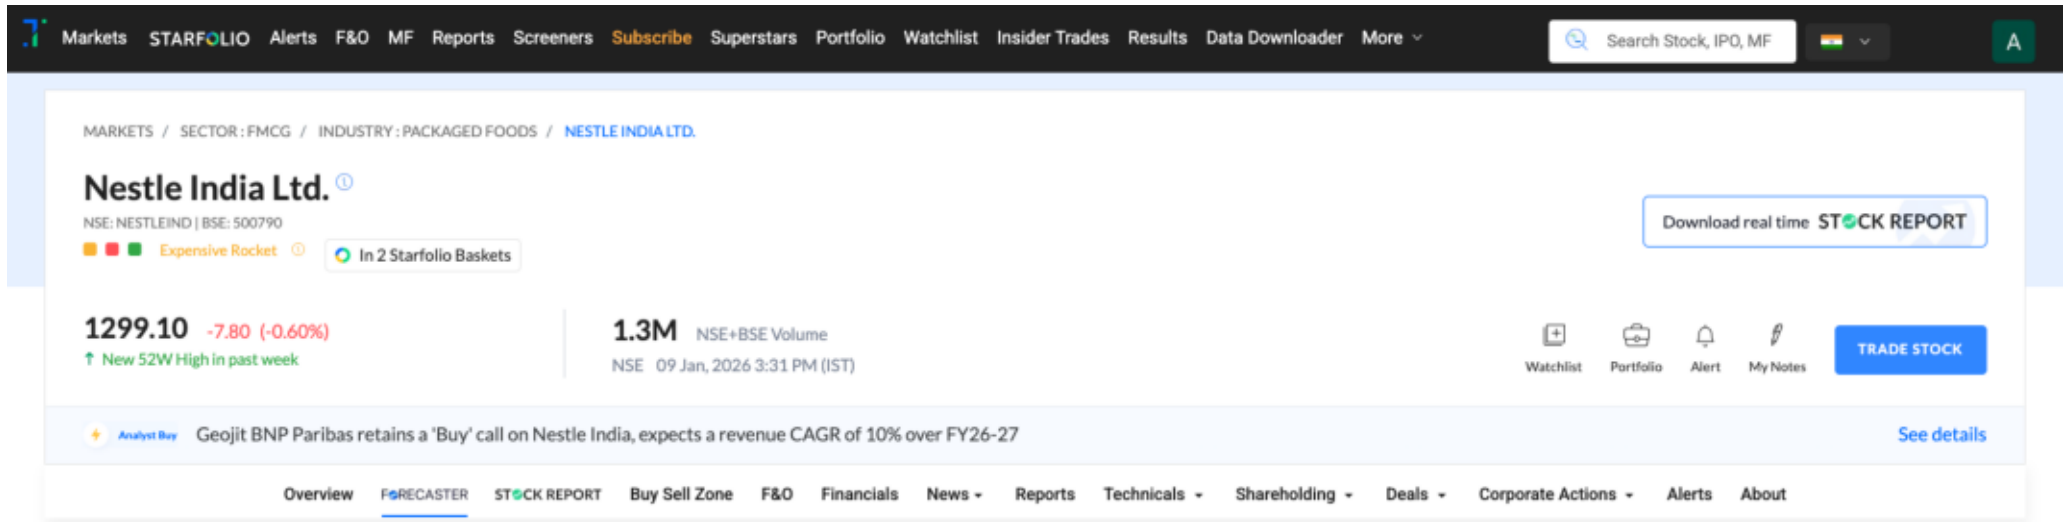 Markets STARFOLIO Alerts F&O MF Reports Screeners Subscribe Superstars Portfolio Watchlist Insider Trades Results Data Downloader More Search Stock, IPO, MF A
MARKETS / SECTOR : FMCG / INDUSTRY : PACKAGED FOODS / NESTLE INDIA LTD.
Nestle India Ltd.
NSE: NESTLEIND | BSE: 500790
Expensive Rocket In 2 Starfolio Baskets
Download real time STOCK REPORT
1299.10 -7.80 (-0.60%)
↑ New 52W High in past week
1.3M NSE+BSE Volume
NSE 09 Jan, 2026 3:31 PM (IST)
Watchlist Portfolio Alert My Notes TRADE STOCK
Analyst Buy Geojit BNP Paribas retains a 'Buy' call on Nestle India, expects a revenue CAGR of 10% over FY26-27 See details
Overview FORECASTER STOCK REPORT Buy Sell Zone F&O Financials News Reports Technicals Shareholding Deals Corporate Actions Alerts About